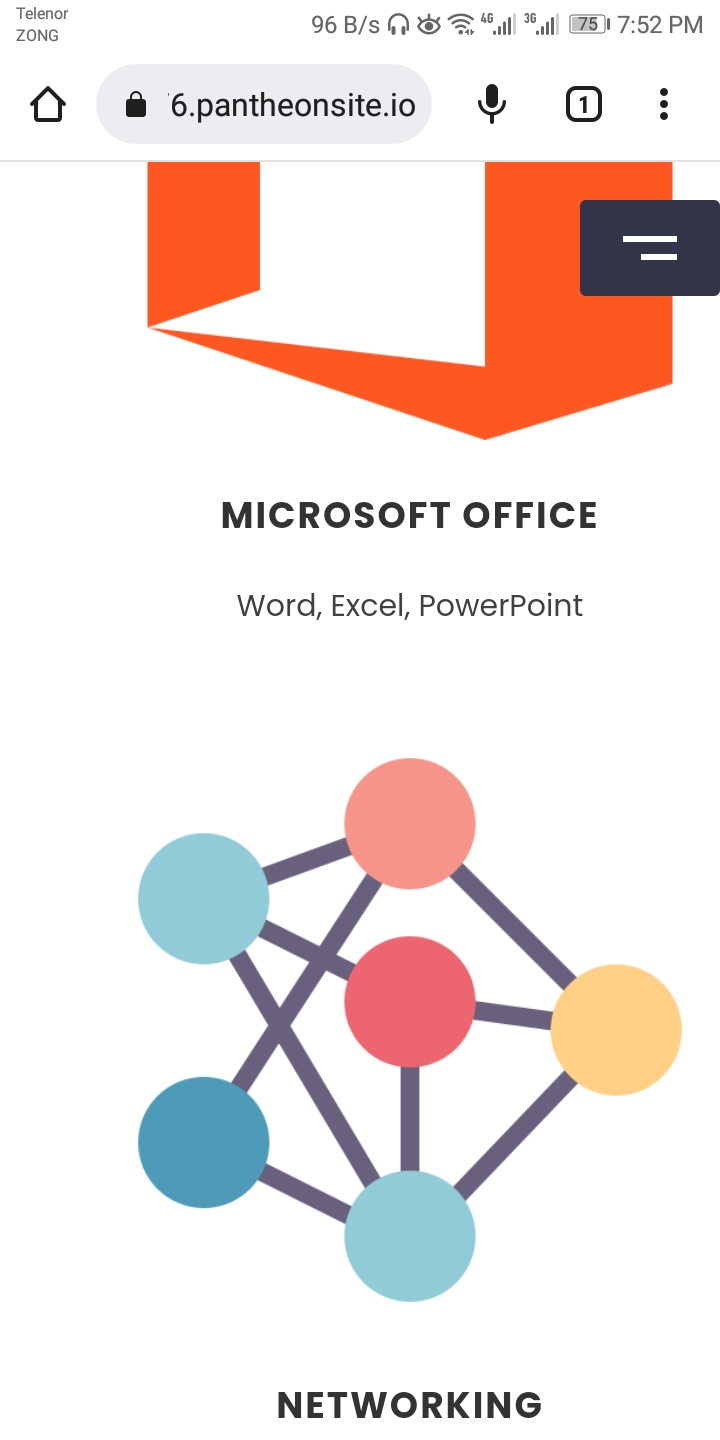 Telenor
ZONG
96 B/s 4G 3G 75 7:52 PM
6.pantheonsite.io 1
MICROSOFT OFFICE
Word, Excel, PowerPoint
NETWORKING